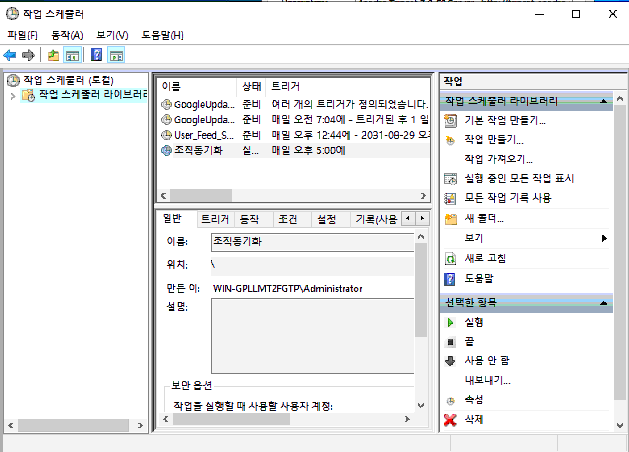 작업 스케줄러
파일(F) 동작(A) 보기(V) 도움말(H)
작업 스케줄러 (로컬)
작업 스케줄러 라이브러리
이름 상태 트리거
GoogleUpda... 준비 여러 개의 트리거가 정의되었습니다.
GoogleUpda... 준비 매일 오전 7:04에 - 트리거된 후 1 일
User_Feed_S... 준비 매일 오후 12:44에 - 2031-08-29 오
조직동기화 실... 매일 오후 5:00에
일반 트리거 동작 조건 설정 기록(사용
이름: 조직동기화
위치: \
만든 이: WIN-GPLLMT2FGTP\Administrator
설명:
보안 옵션
작업을 실행할 때 사용할 사용자 계정:
작업
작업 스케줄러 라이브러리
기본 작업 만들기...
작업 만들기...
작업 가져오기...
실행 중인 모든 작업 표시
모든 작업 기록 사용
새 폴더...
보기
새로 고침
도움말
선택한 항목
실행
끝
사용 안 함
내보내기...
속성
삭제